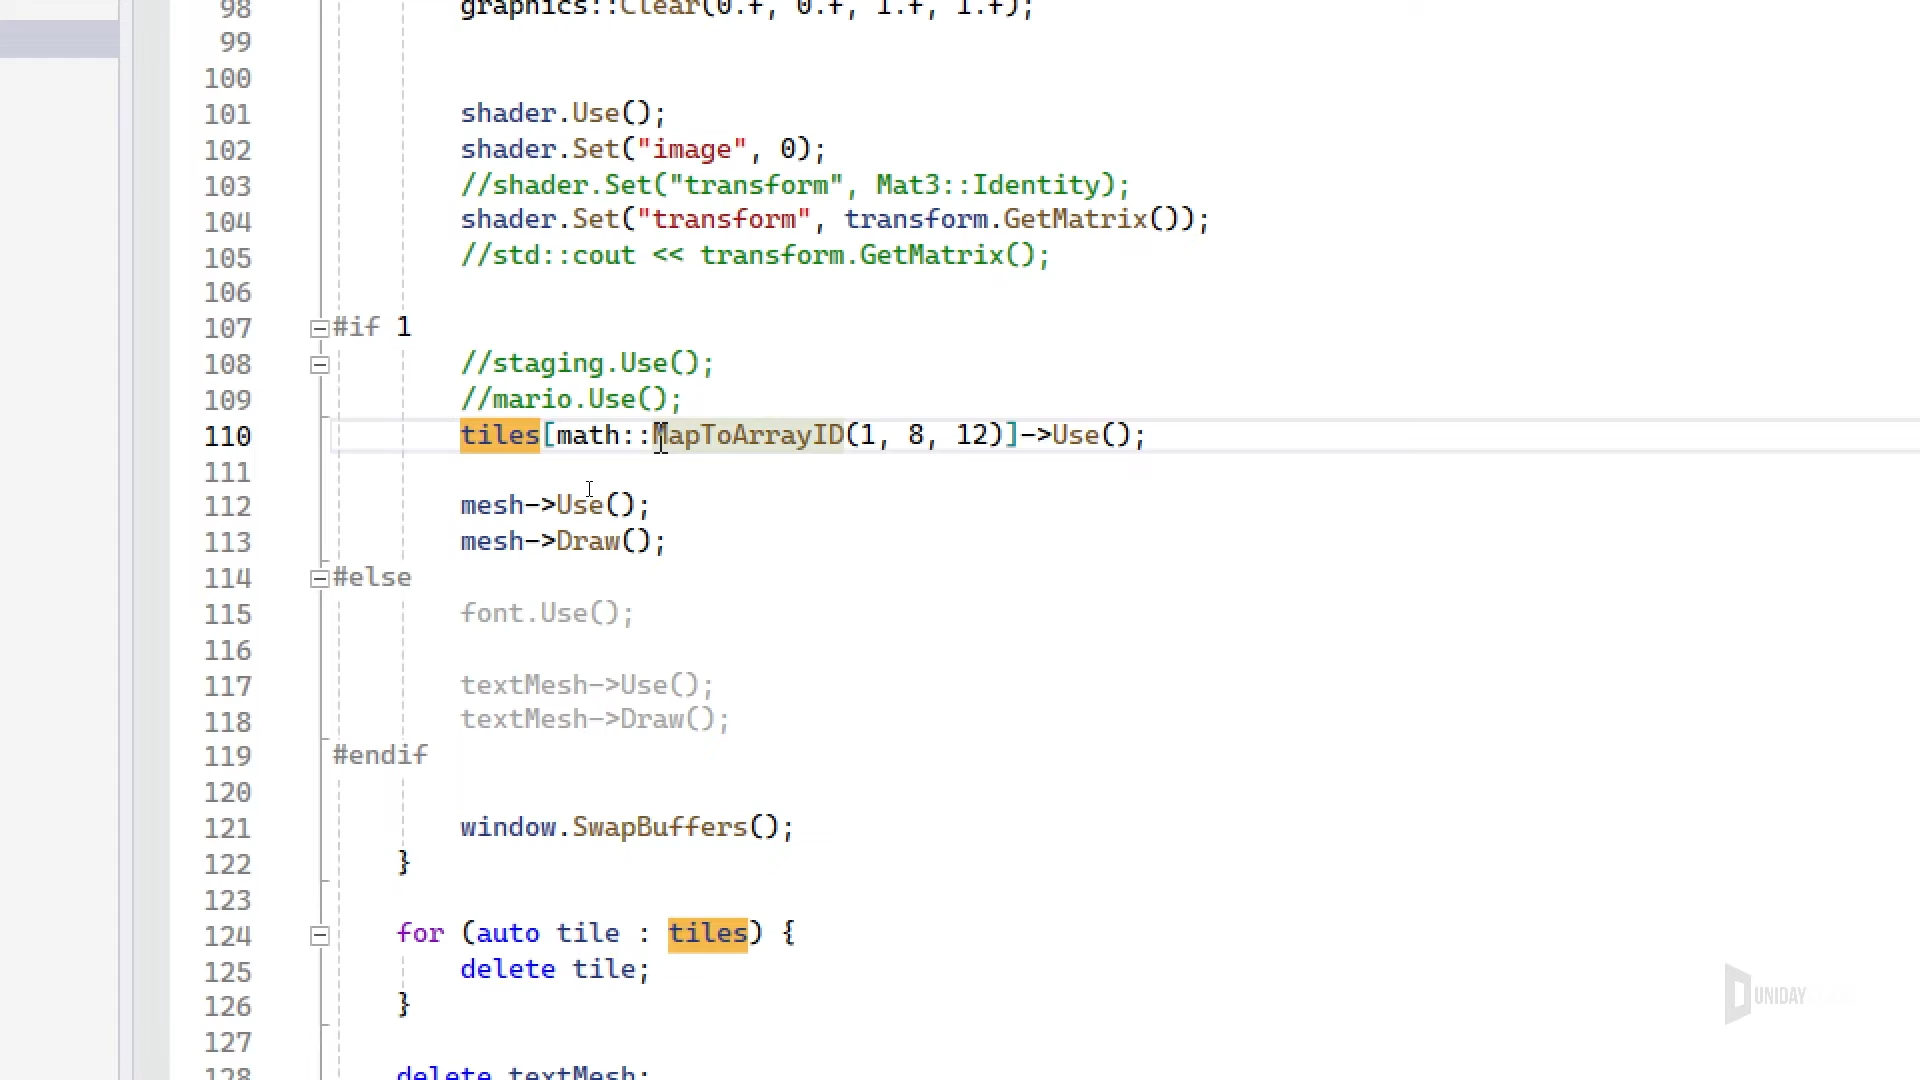 98 graphics::Clear(0.f, 0.f, 1.f, 1.f);
99
100
101 shader.Use();
102 shader.Set("image", 0);
103 //shader.Set("transform", Mat3::Identity);
104 shader.Set("transform", transform.GetMatrix());
105 //std::cout << transform.GetMatrix();
106
107 #if 1
108 //staging.Use();
109 //mario.Use();
110 tiles[math::MapToArrayID(1, 8, 12)]->Use();
111
112 mesh->Use();
113 mesh->Draw();
114 #else
115 font.Use();
116
117 textMesh->Use();
118 textMesh->Draw();
119 #endif
120
121 window.SwapBuffers();
122 }
123
124 for (auto tile : tiles) {
125 delete tile;
126 }
127
128 delete textMesh;
UNIDAY